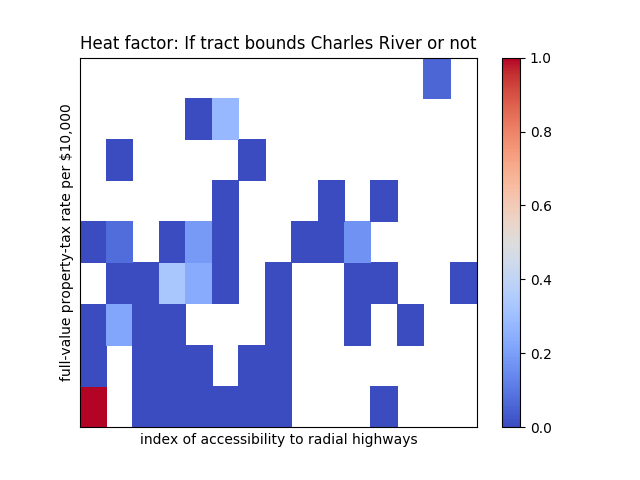 Heat factor: If tract bounds Charles River or not
full-value property-tax rate per $10,000
index of accessibility to radial highways
1.0
0.8
0.6
0.4
0.2
0.0